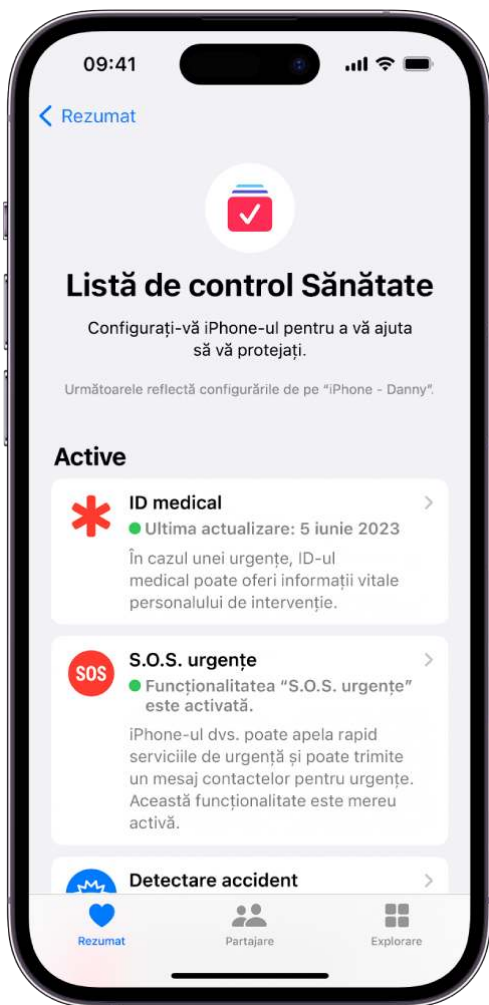 09:41
Rezumat
Listă de control Sănătate
Configurați-vă iPhone-ul pentru a vă ajuta
să vă protejați.
Următoarele reflectă configurările de pe “iPhone - Danny”.
Active
ID medical
Ultima actualizare: 5 iunie 2023
În cazul unei urgențe, ID-ul
medical poate oferi informații vitale
personalului de intervenție.
SOS
S.O.S. urgențe
Funcționalitatea “S.O.S. urgențe”
este activată.
iPhone-ul dvs. poate apela rapid
serviciile de urgență și poate trimite
un mesaj contactelor pentru urgențe.
Această funcționalitate este mereu
activă.
Detectare accident
Rezumat
Partajare
Explorare